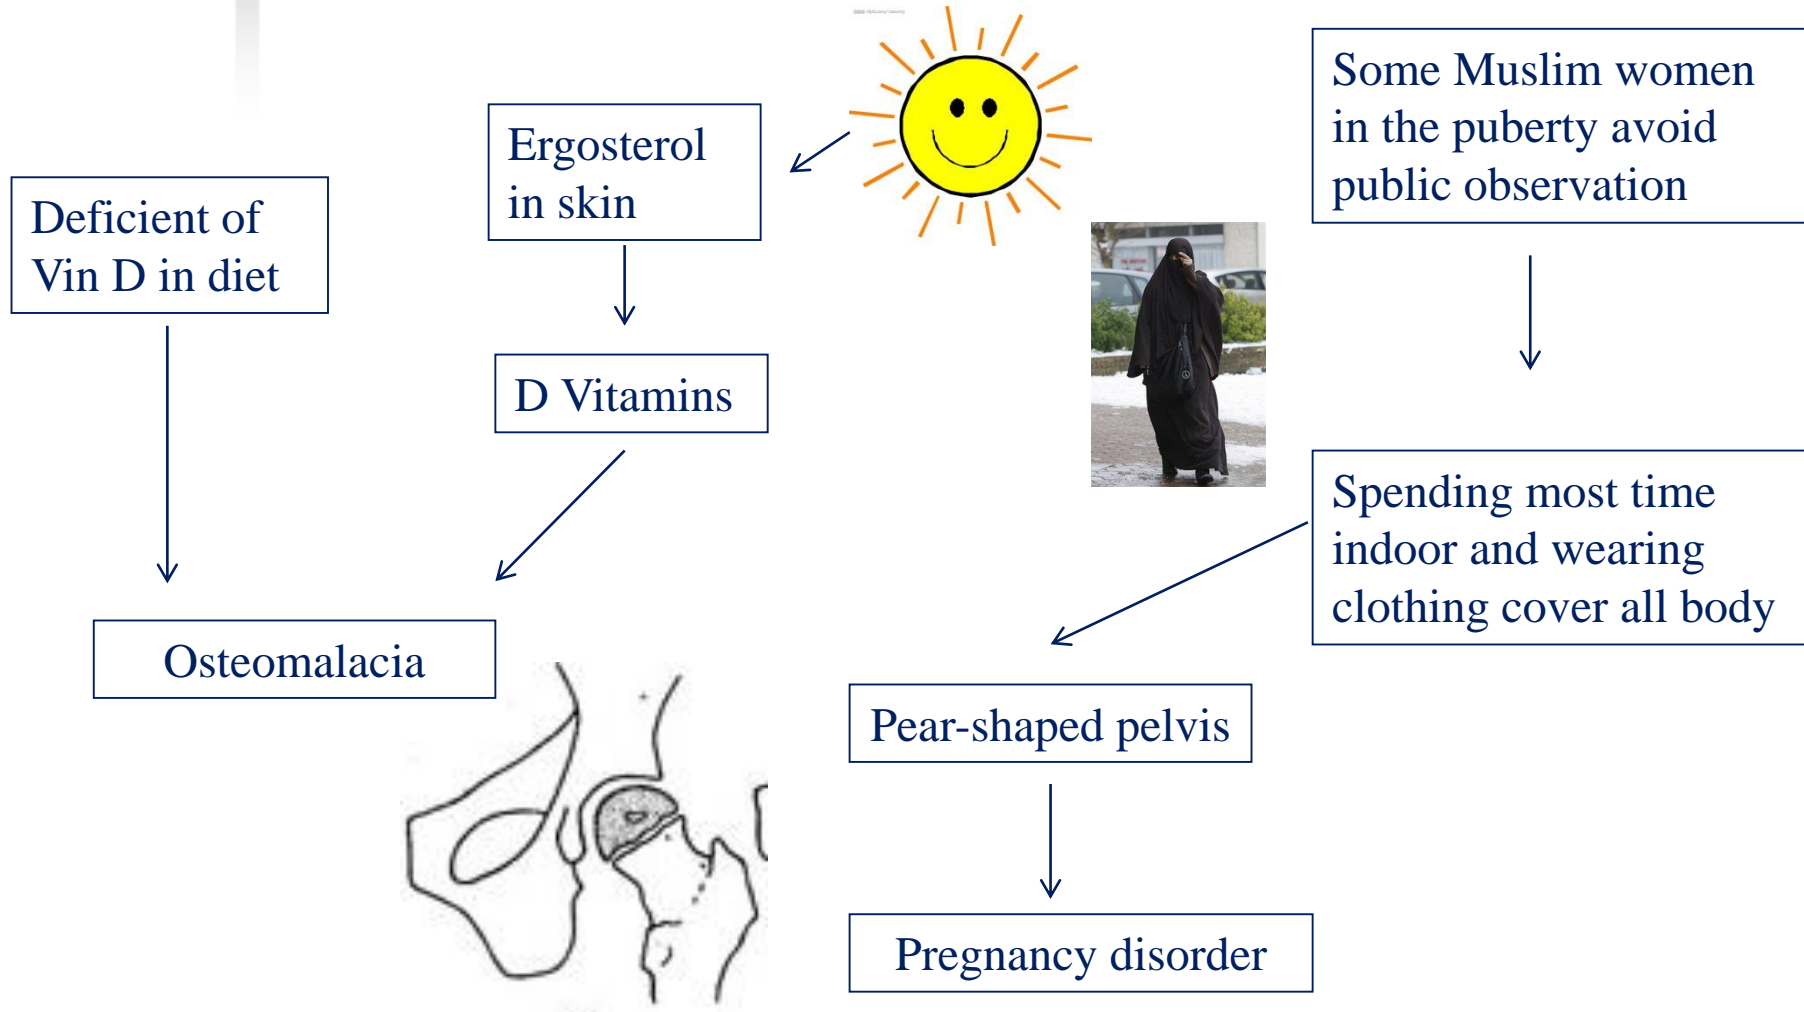 Deficient of
Vin D in diet
Ergosterol
in skin
D Vitamins
Osteomalacia
Some Muslim women
in the puberty avoid
public observation
Spending most time
indoor and wearing
clothing cover all body
Pear-shaped pelvis
Pregnancy disorder